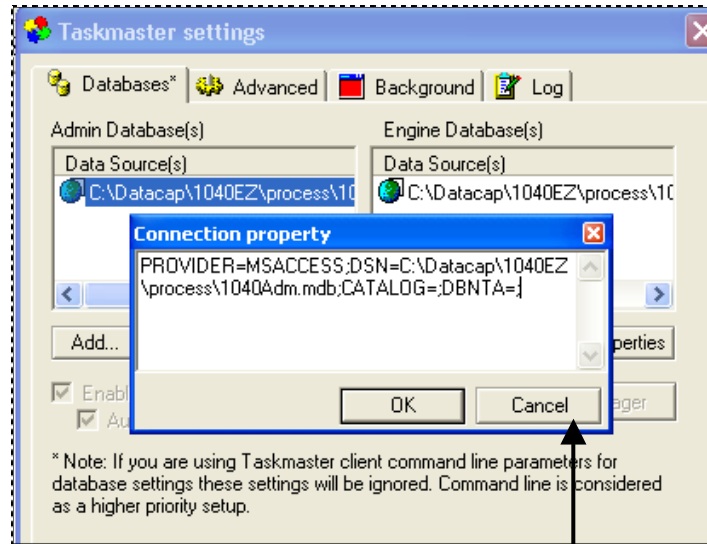 Taskmaster settings
Databases* Advanced Background Log
Admin Database(s) Engine Database(s)
Data Source(s) Data Source(s)
C:\Datacap\1040EZ\process\10 C:\Datacap\1040EZ\process\10
Connection property
PROVIDER=MSACCESS;DSN=C:\Datacap\1040EZ
\process\1040Adm.mdb;CATALOG=;DBNTA=;
Add... perties
OK Cancel
Enabl ager
Au
* Note: If you are using Taskmaster client command line parameters for
database settings these settings will be ignored. Command line is considered
as a higher priority setup.